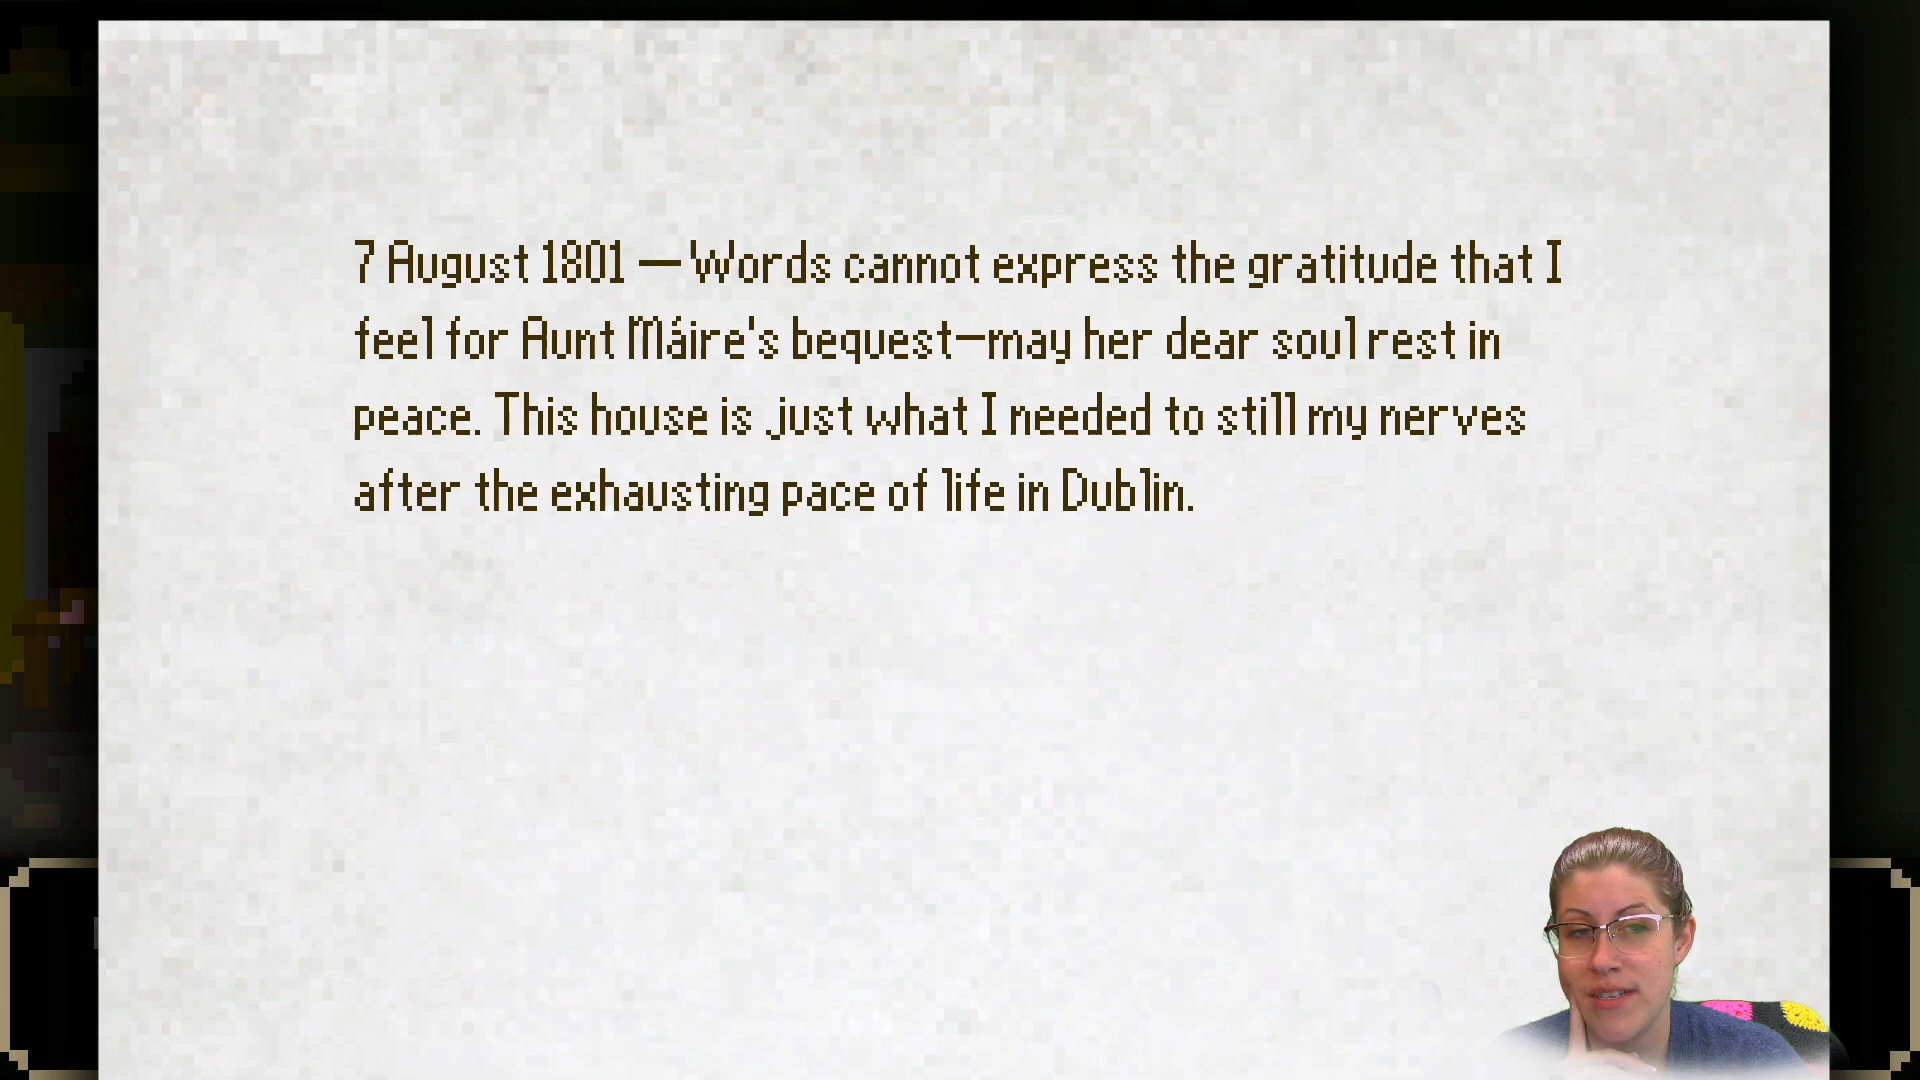 7 August 1801 — Words cannot express the gratitude that I
feel for Aunt Máire's bequest—may her dear soul rest in
peace. This house is just what I needed to still my nerves
after the exhausting pace of life in Dublin.